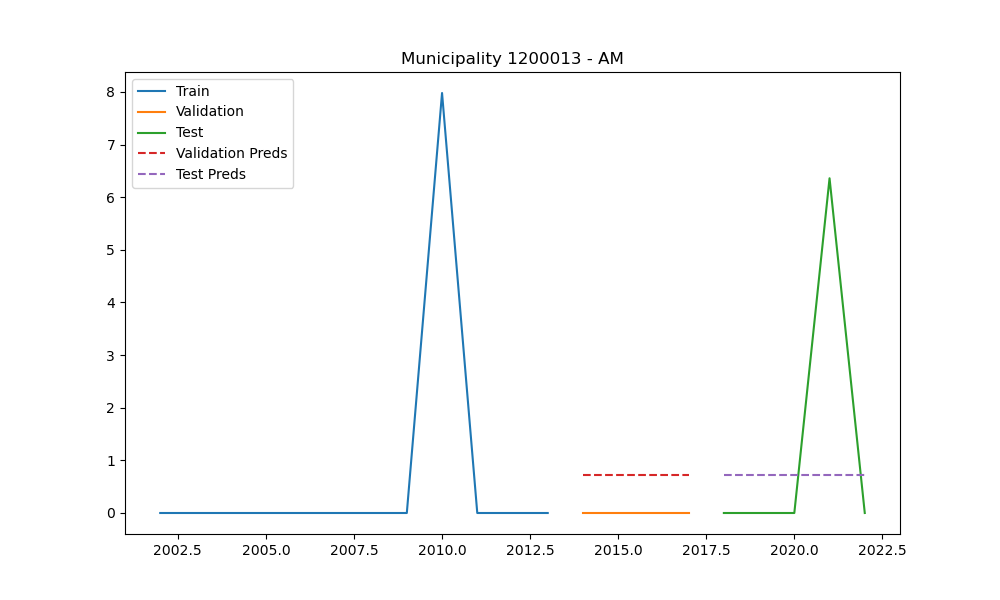 Municipality 1200013 - AM
Train
Validation
Test
Validation Preds
Test Preds
8
7
6
5
4
3
2
1
0
2002.5 2005.0 2007.5 2010.0 2012.5 2015.0 2017.5 2020.0 2022.5